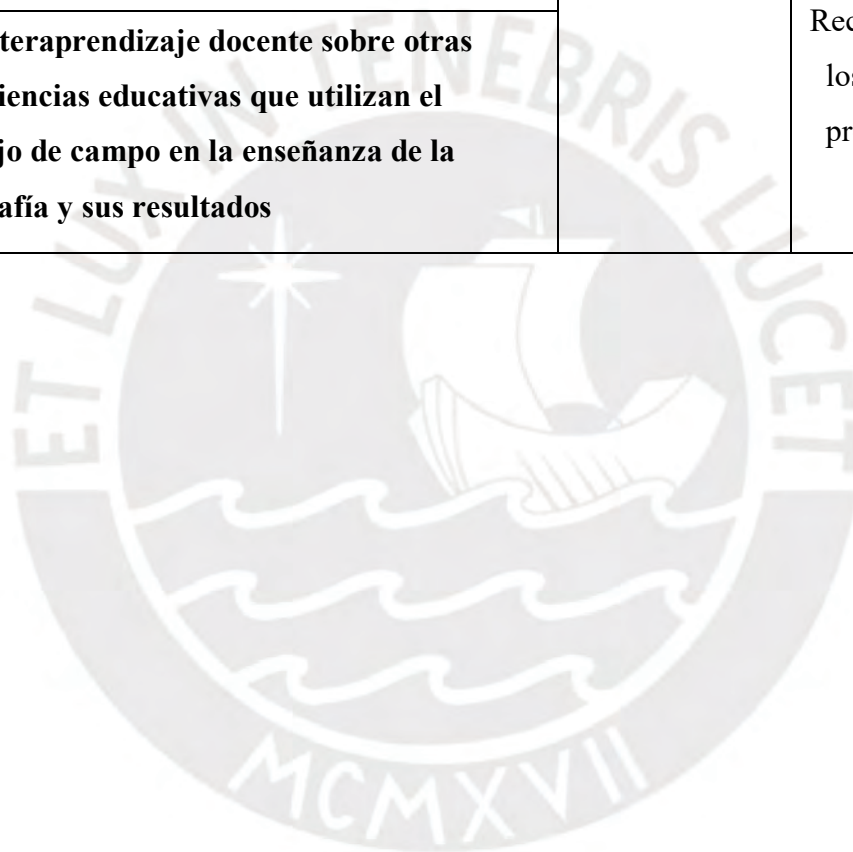 teraprendizaje docente sobre otras
iencias educativas que utilizan el
jo de campo en la enseñanza de la
afía y sus resultados
Rec
los
pr
ET LUX IN TENEBRIS LUCET
MCMXVII